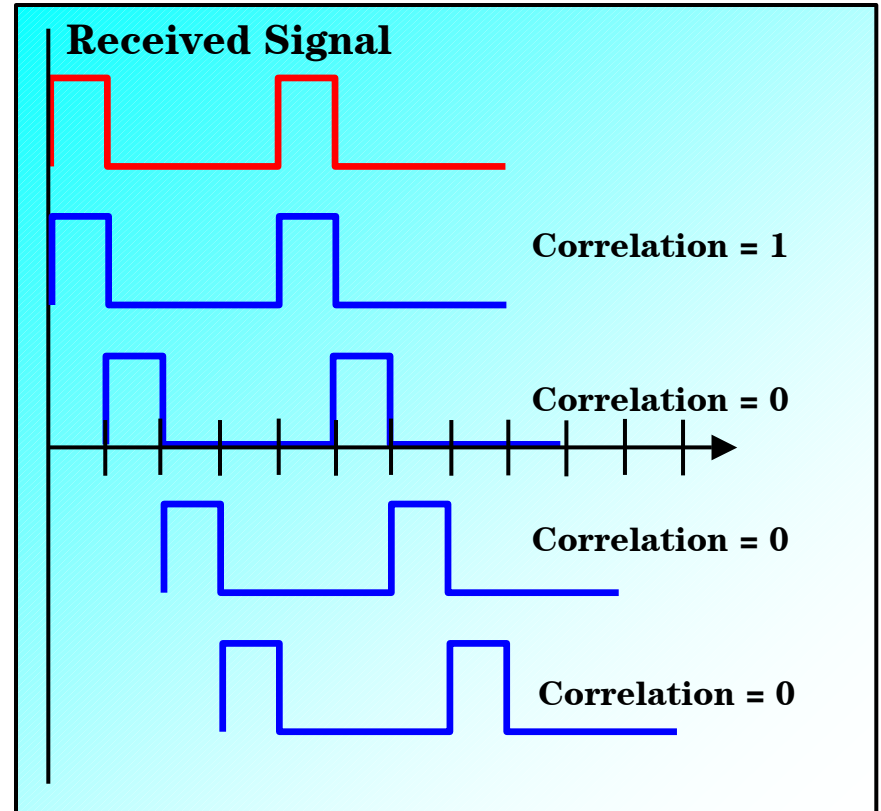 Received Signal
Correlation = 1
Correlation = 0
Correlation = 0
Correlation = 0